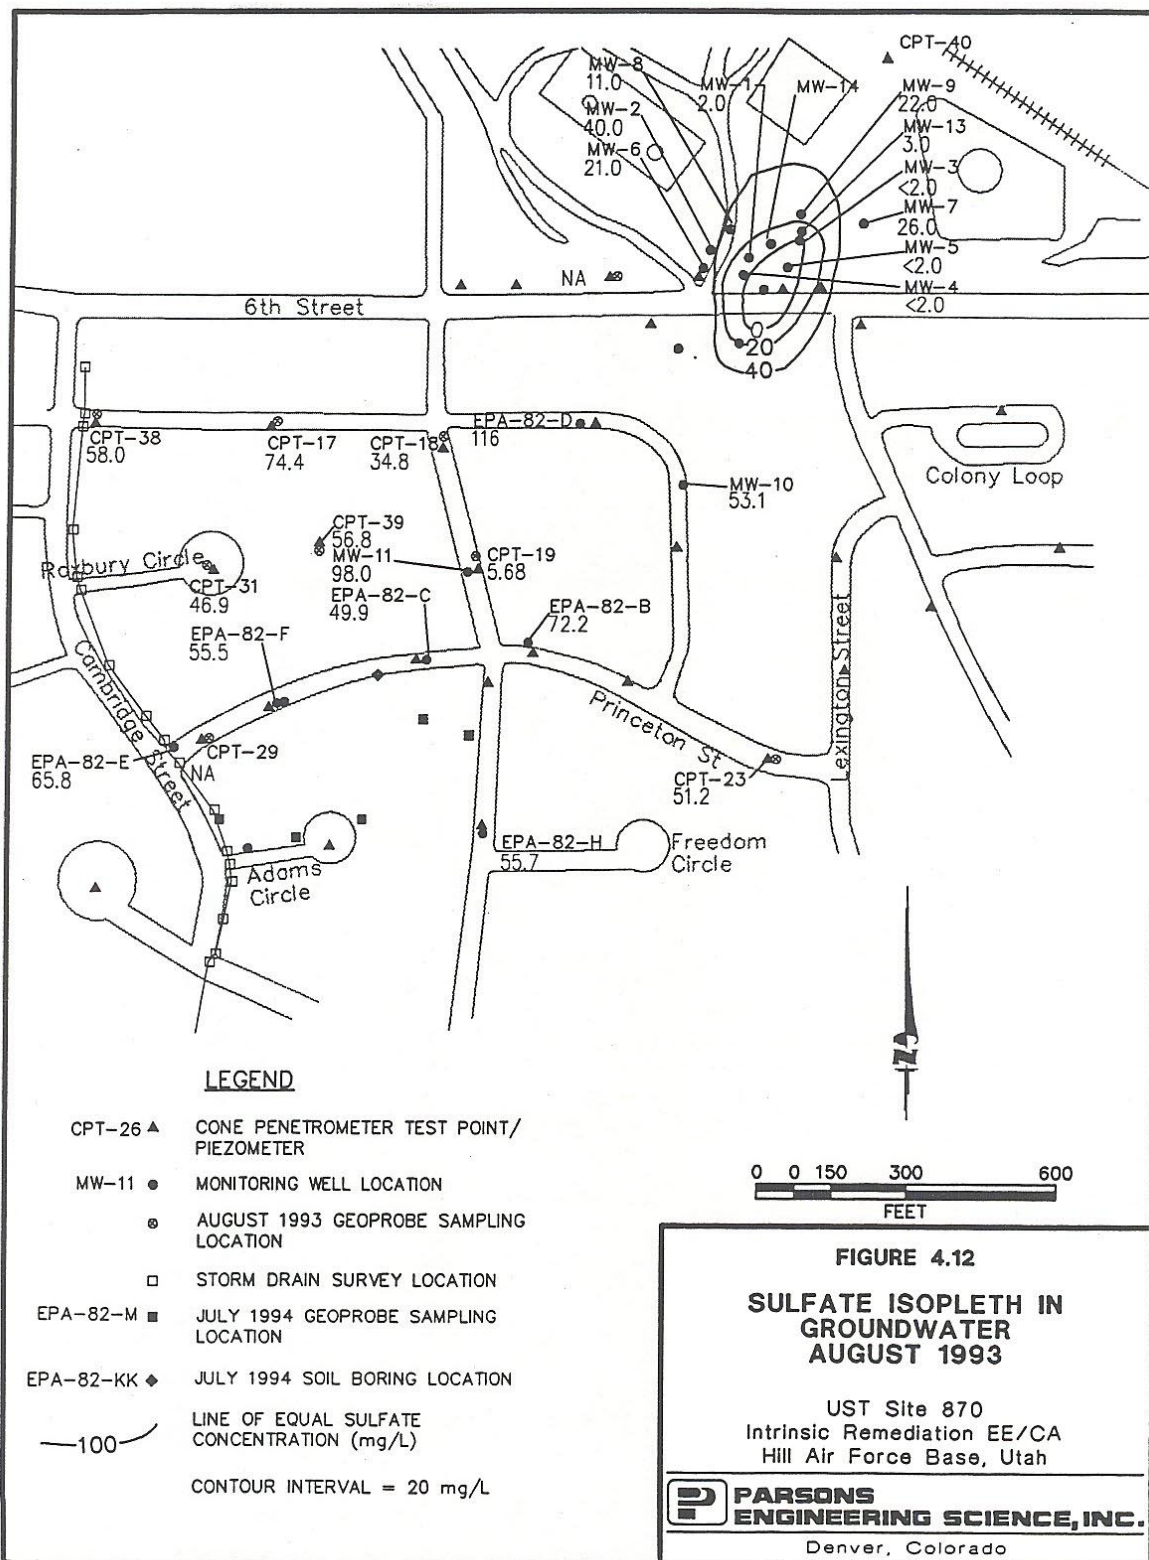 CPT-40
MW-8
11.0
MW-1
2.0
MW-14
MW-9
22.0
MW-2
40.0
MW-13
3.0
MW-6
21.0
MW-3
<2.0
MW-7
26.0
MW-5
<2.0
MW-4
<2.0
NA
6th Street
0
20
40
CPT-38
58.0
CPT-17
74.4
CPT-18
34.8
EPA-82-D
116
MW-10
53.1
Colony Loop
CPT-39
56.8
MW-11
98.0
CPT-19
5.68
Roxbury Circle
CPT-31
46.9
EPA-82-C
49.9
EPA-82-B
72.2
EPA-82-F
55.5
Cambridge Street
Princeton St
Lexington Street
EPA-82-E
65.8
CPT-29
NA
CPT-23
51.2
EPA-82-H
55.7
Freedom
Circle
Adams
Circle
N
LEGEND
CPT-26 CONE PENETROMETER TEST POINT/
PIEZOMETER
MW-11 MONITORING WELL LOCATION
AUGUST 1993 GEOPROBE SAMPLING
LOCATION
STORM DRAIN SURVEY LOCATION
EPA-82-M JULY 1994 GEOPROBE SAMPLING
LOCATION
EPA-82-KK JULY 1994 SOIL BORING LOCATION
100 LINE OF EQUAL SULFATE
CONCENTRATION (mg/L)
CONTOUR INTERVAL = 20 mg/L
0 0 150 300 600
FEET
FIGURE 4.12
SULFATE ISOPLETH IN
GROUNDWATER
AUGUST 1993
UST Site 870
Intrinsic Remediation EE/CA
Hill Air Force Base, Utah
PARSONS
ENGINEERING SCIENCE, INC.
Denver, Colorado